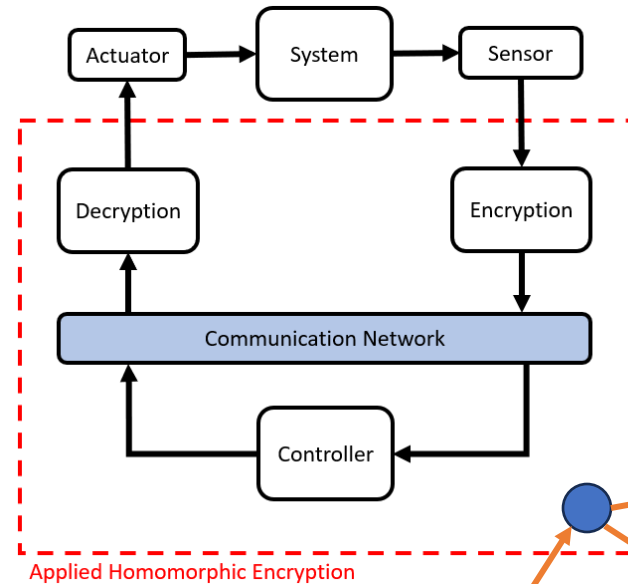 Actuator
System
Sensor
Decryption
Encryption
Communication Network
Controller
Applied Homomorphic Encryption